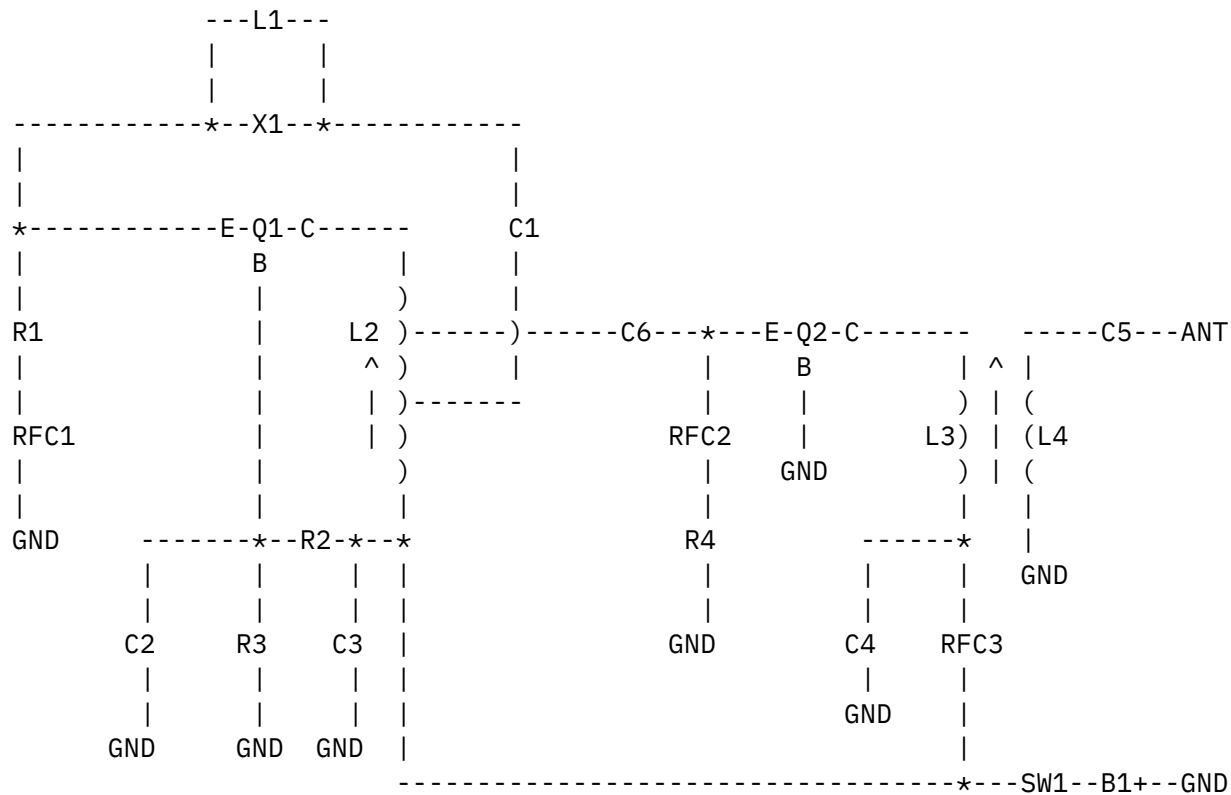 ---L1---
|      |
|      |
------------*--X1--*------------
|                              |
|                              |
*------------E-Q1-C------      C1
|              B        |      |
|              |        )      |
R1             |     L2 )------)------C6---*---E-Q2-C-------   -----C5---ANT
|              |      ^ )      |           |     B         | ^ |
|              |      | )-------           |     |         ) | (
RFC1           |      | )                RFC2    |       L3) | (L4
|              |        )                  |    GND        ) | (
|              |        |                  |               |   |
GND     -------*--R2-*--*                 R4         ------*   |
|      |     |  |                  |         |     |  GND
|      |     |  |                  |         |     |
C2     R3    C3 |                GND        C4    RFC3
|      |     |  |                            |     |
|      |     |  |                           GND    |
GND    GND  GND |                                  |
-----------------------------------*---SW1--B1+--GND